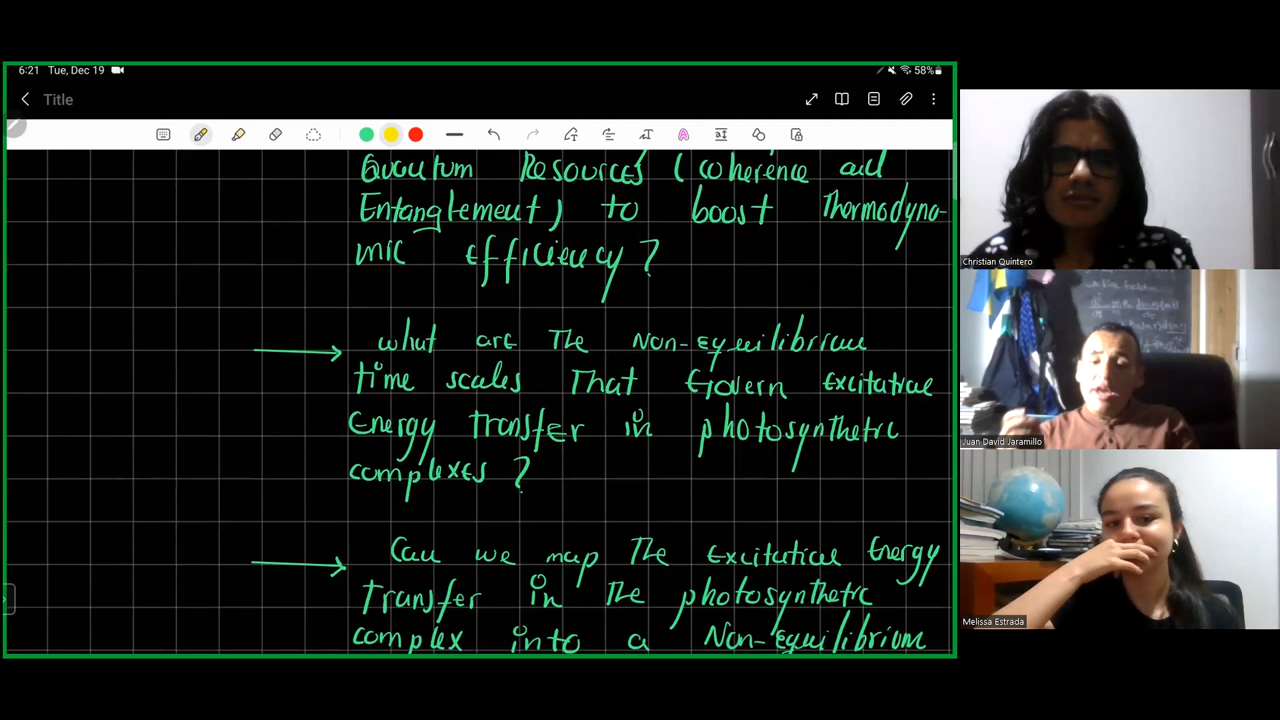 6:21 Tue, Dec 19
58%
Title
Quantum Resources (coherence and
Entanglement) to boost Thermodyna-
mic Efficiency?
What are The Non-Equilibrium
time scales That Govern Excitation
Energy Transfer in photosynthetic
complexes?
Can we map The Excitation Energy
Transfer in The photosynthetic
complex into a Non-equilibrium
Christian Quintero
Juan David Jaramillo
Melissa Estrada